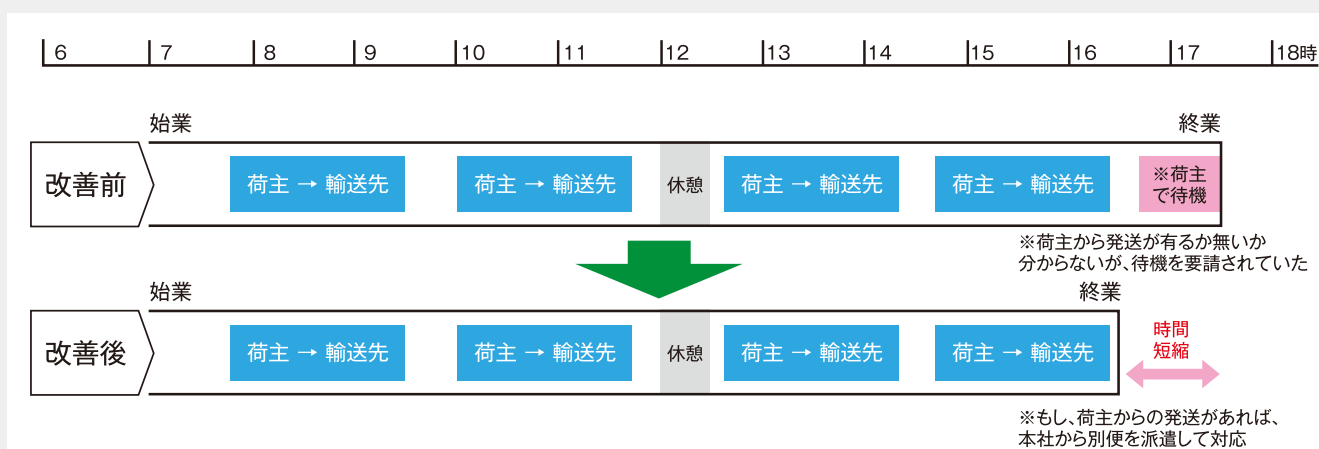 6 7 8 9 10 11 12 13 14 15 16 17 18時
始業 終業
改善前
荷主 → 輸送先 荷主 → 輸送先 休憩 荷主 → 輸送先 荷主 → 輸送先
※荷主
で待機
※荷主から発送が有るか無いか
分からないが、待機を要請されていた
始業 終業
改善後
荷主 → 輸送先 荷主 → 輸送先 休憩 荷主 → 輸送先 荷主 → 輸送先
時間
短縮
※もし、荷主からの発送があれば、
本社から別便を派遣して対応